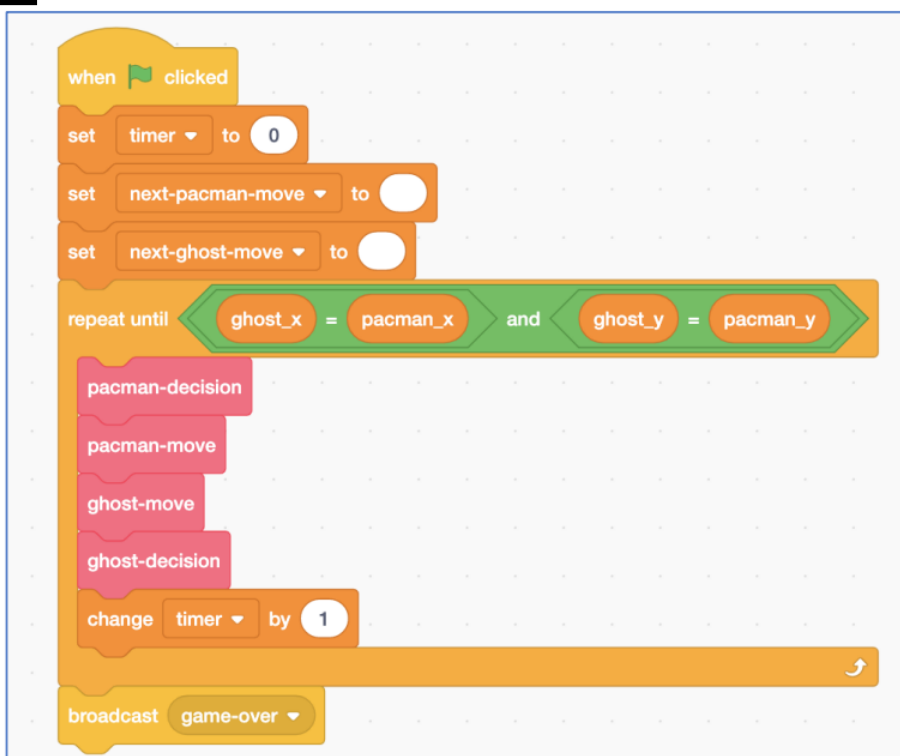 when clicked
set timer to 0
set next-pacman-move to
set next-ghost-move to
repeat until ghost_x = pacman_x and ghost_y = pacman_y
pacman-decision
pacman-move
ghost-move
ghost-decision
change timer by 1
broadcast game-over